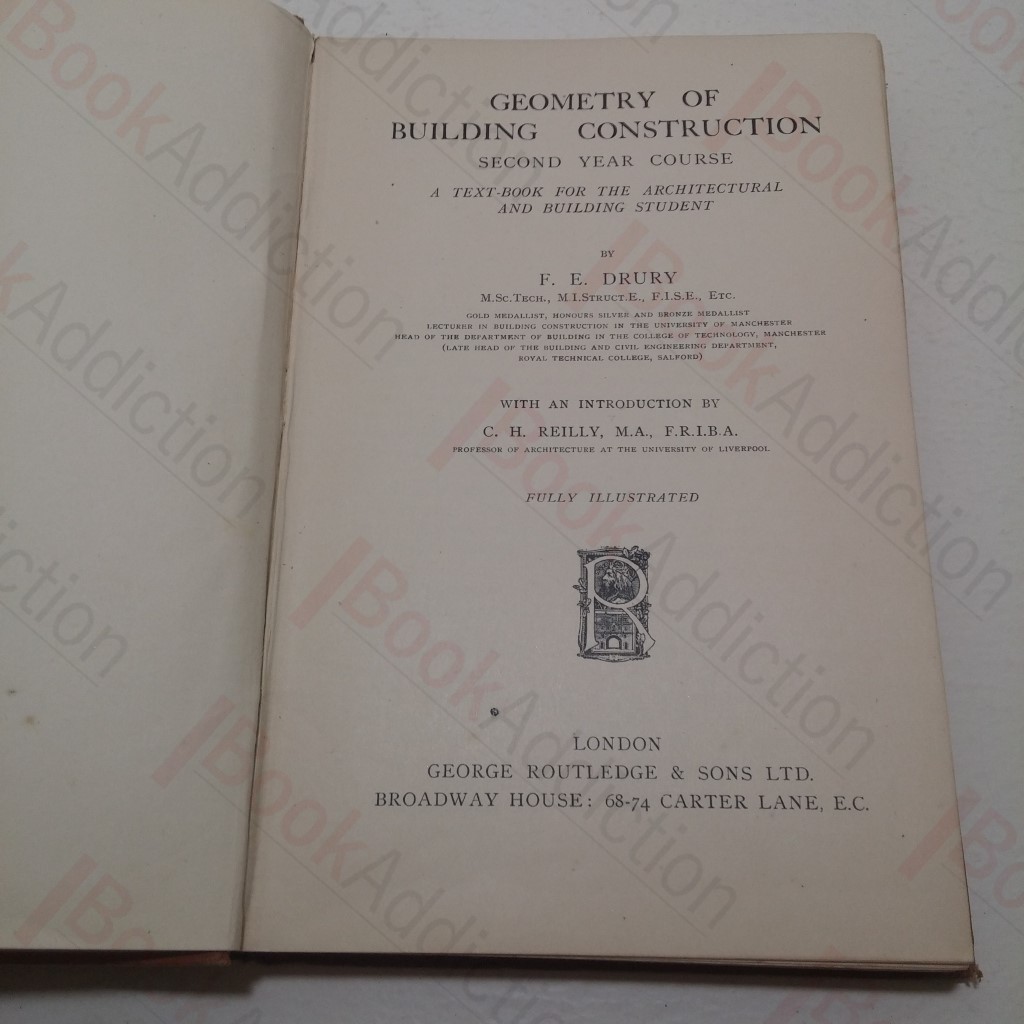 GEOMETRY OF
BUILDING CONSTRUCTION
SECOND YEAR COURSE
A TEXT-BOOK FOR THE ARCHITECTURAL
AND BUILDING STUDENT
BY
F. E. DRURY
M.Sc.Tech., M.I.Struct.E., F.I.S.E., Etc.
GOLD MEDALLIST, HONOURS SILVER AND BRONZE MEDALLIST
LECTURER IN BUILDING CONSTRUCTION IN THE UNIVERSITY OF MANCHESTER
HEAD OF THE DEPARTMENT OF BUILDING IN THE COLLEGE OF TECHNOLOGY, MANCHESTER
(LATE HEAD OF THE BUILDING AND CIVIL ENGINEERING DEPARTMENT,
ROYAL TECHNICAL COLLEGE, SALFORD)
WITH AN INTRODUCTION BY
C. H. REILLY, M.A., F.R.I.B.A.
PROFESSOR OF ARCHITECTURE AT THE UNIVERSITY OF LIVERPOOL
FULLY ILLUSTRATED
R
LONDON
GEORGE ROUTLEDGE & SONS LTD.
BROADWAY HOUSE: 68-74 CARTER LANE, E.C.
BookAddiction